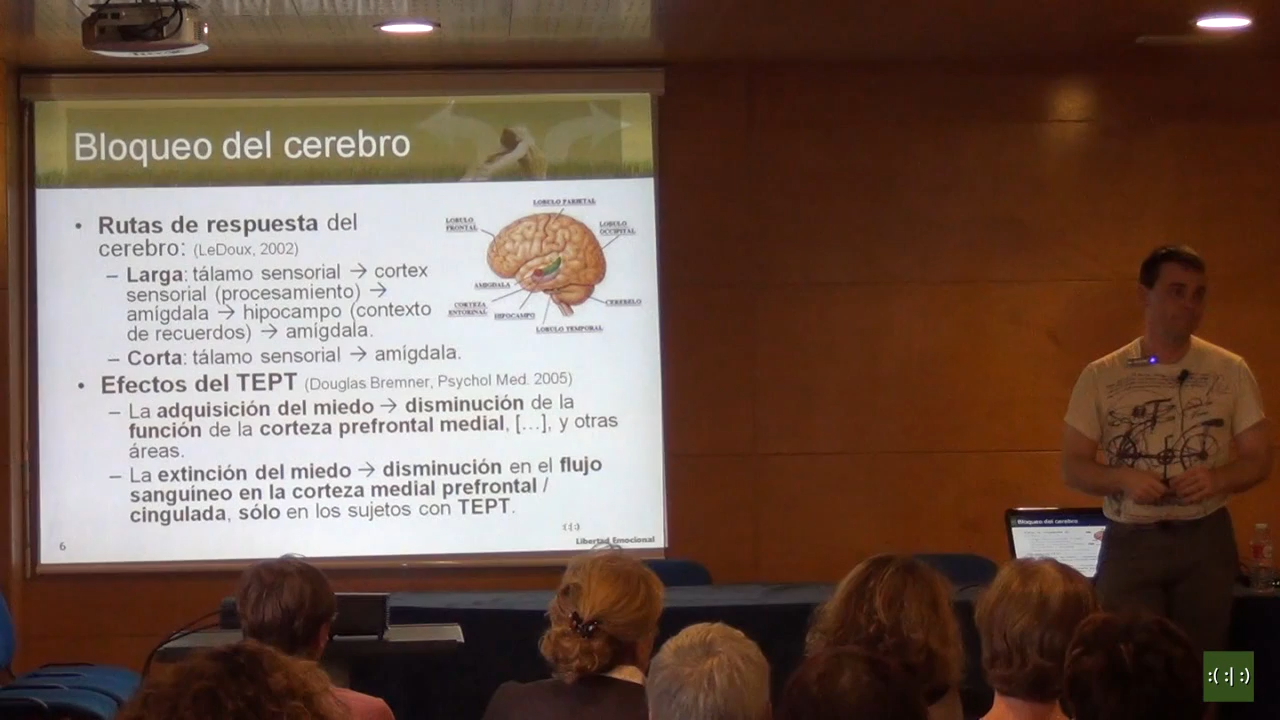 Bloqueo del cerebro
• Rutas de respuesta del
cerebro: (LeDoux, 2002)
– Larga: tálamo sensorial → cortex
sensorial (procesamiento) →
amígdala → hipocampo (contexto
de recuerdos) → amígdala.
– Corta: tálamo sensorial → amígdala.
LOBULO PARIETAL
LOBULO
FRONTAL
LOBULO
OCCIPITAL
AMIGDALA
CORTEZA
ENTORINAL
HIPOCAMPO
CEREBELO
LOBULO TEMPORAL
• Efectos del TEPT (Douglas Bremner, Psychol Med. 2005)
– La adquisición del miedo → disminución de la
función de la corteza prefrontal medial, [...], y otras
áreas.
– La extinción del miedo → disminución en el flujo
sanguíneo en la corteza medial prefrontal /
cingulada, sólo en los sujetos con TEPT.
6
:(:|:)
Libertad Emocional
Bloqueo del cerebro
:( :| :)